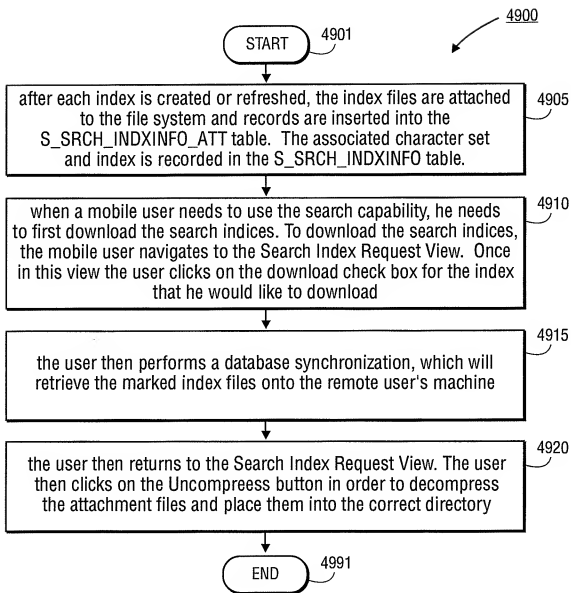 4900
START
4901
after each index is created or refreshed, the index files are attached
to the file system and records are inserted into the
S_SRCH_INDXINFO_ATT table. The associated character set
and index is recorded in the S_SRCH_INDXINFO table.
4905
when a mobile user needs to use the search capability, he needs
to first download the search indices. To download the search indices,
the mobile user navigates to the Search Index Request View. Once
in this view the user clicks on the download check box for the index
that he would like to download
4910
the user then performs a database synchronization, which will
retrieve the marked index files onto the remote user's machine
4915
the user then returns to the Search Index Request View. The user
then clicks on the Uncompreess button in order to decompress
the attachment files and place them into the correct directory
4920
END
4991